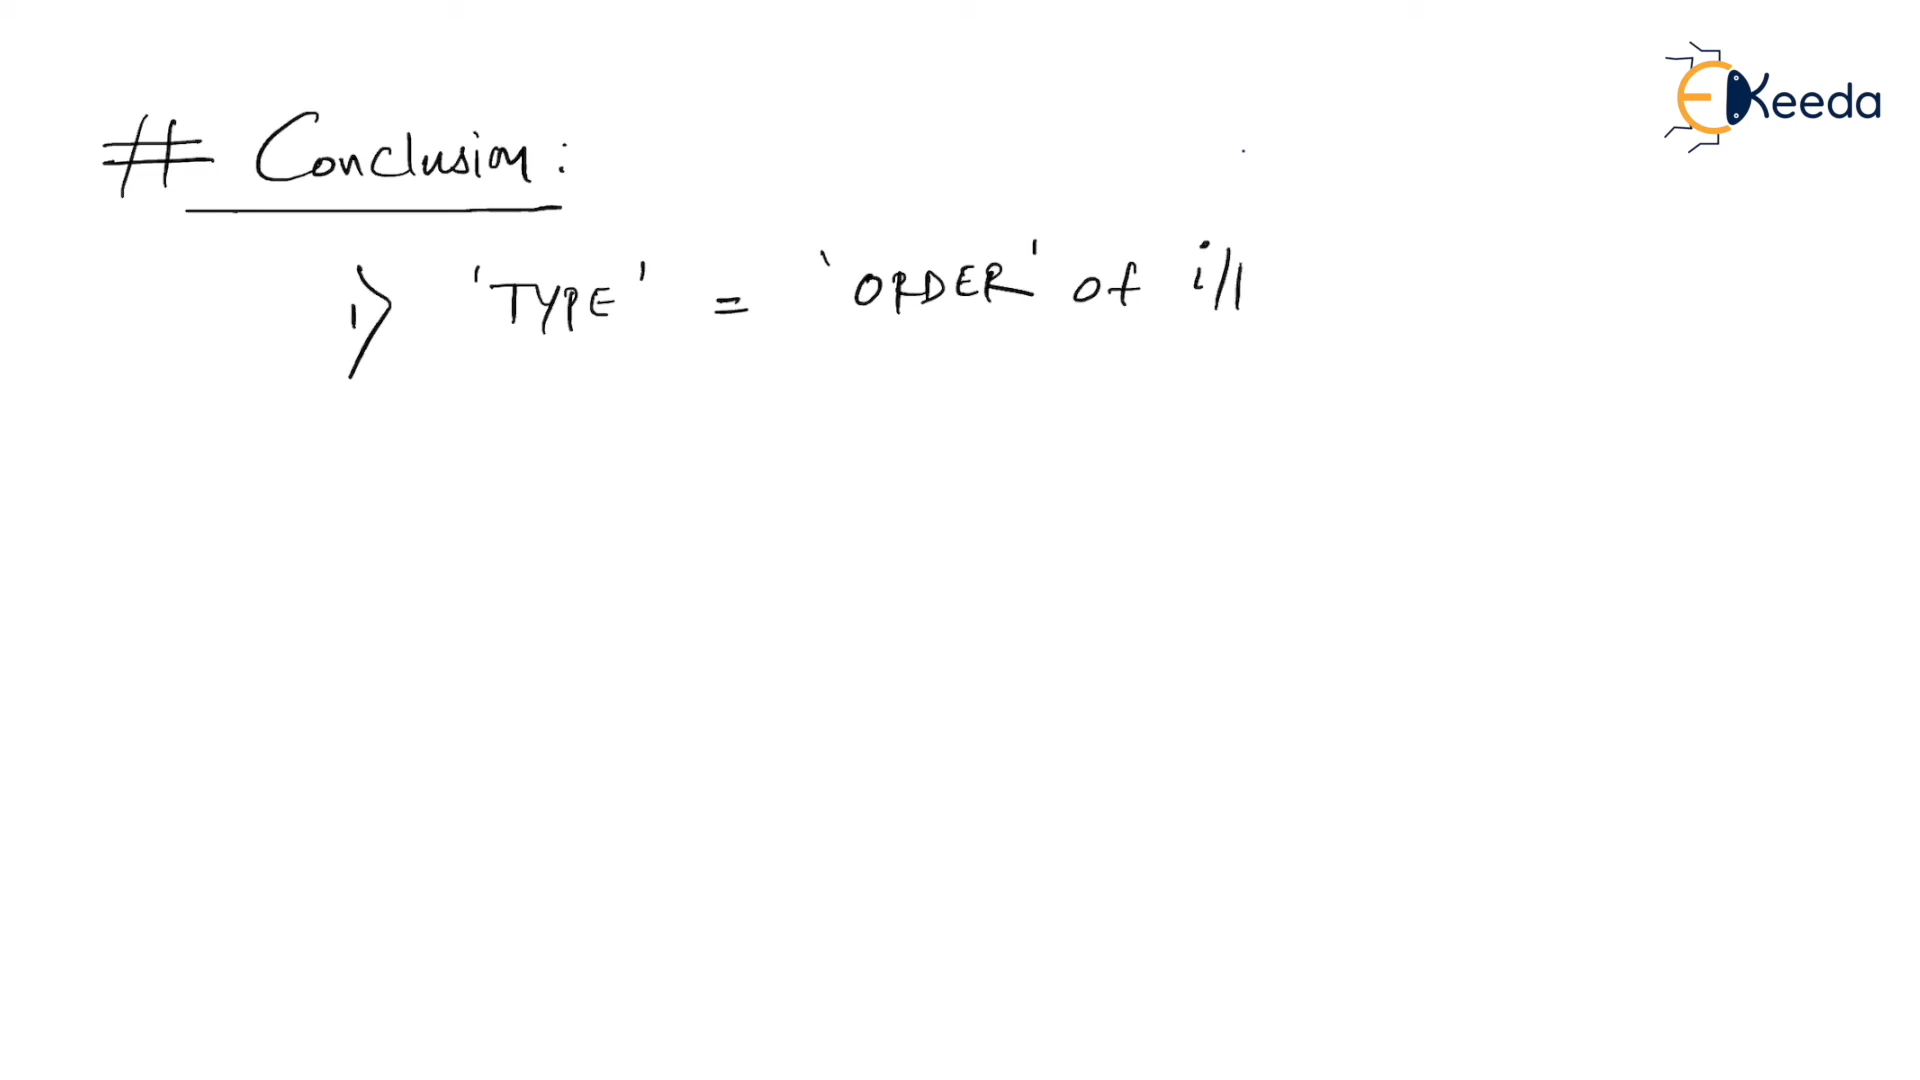 EKeeda
# Conclusion:
1> 'TYPE' = 'ORDER' of i/